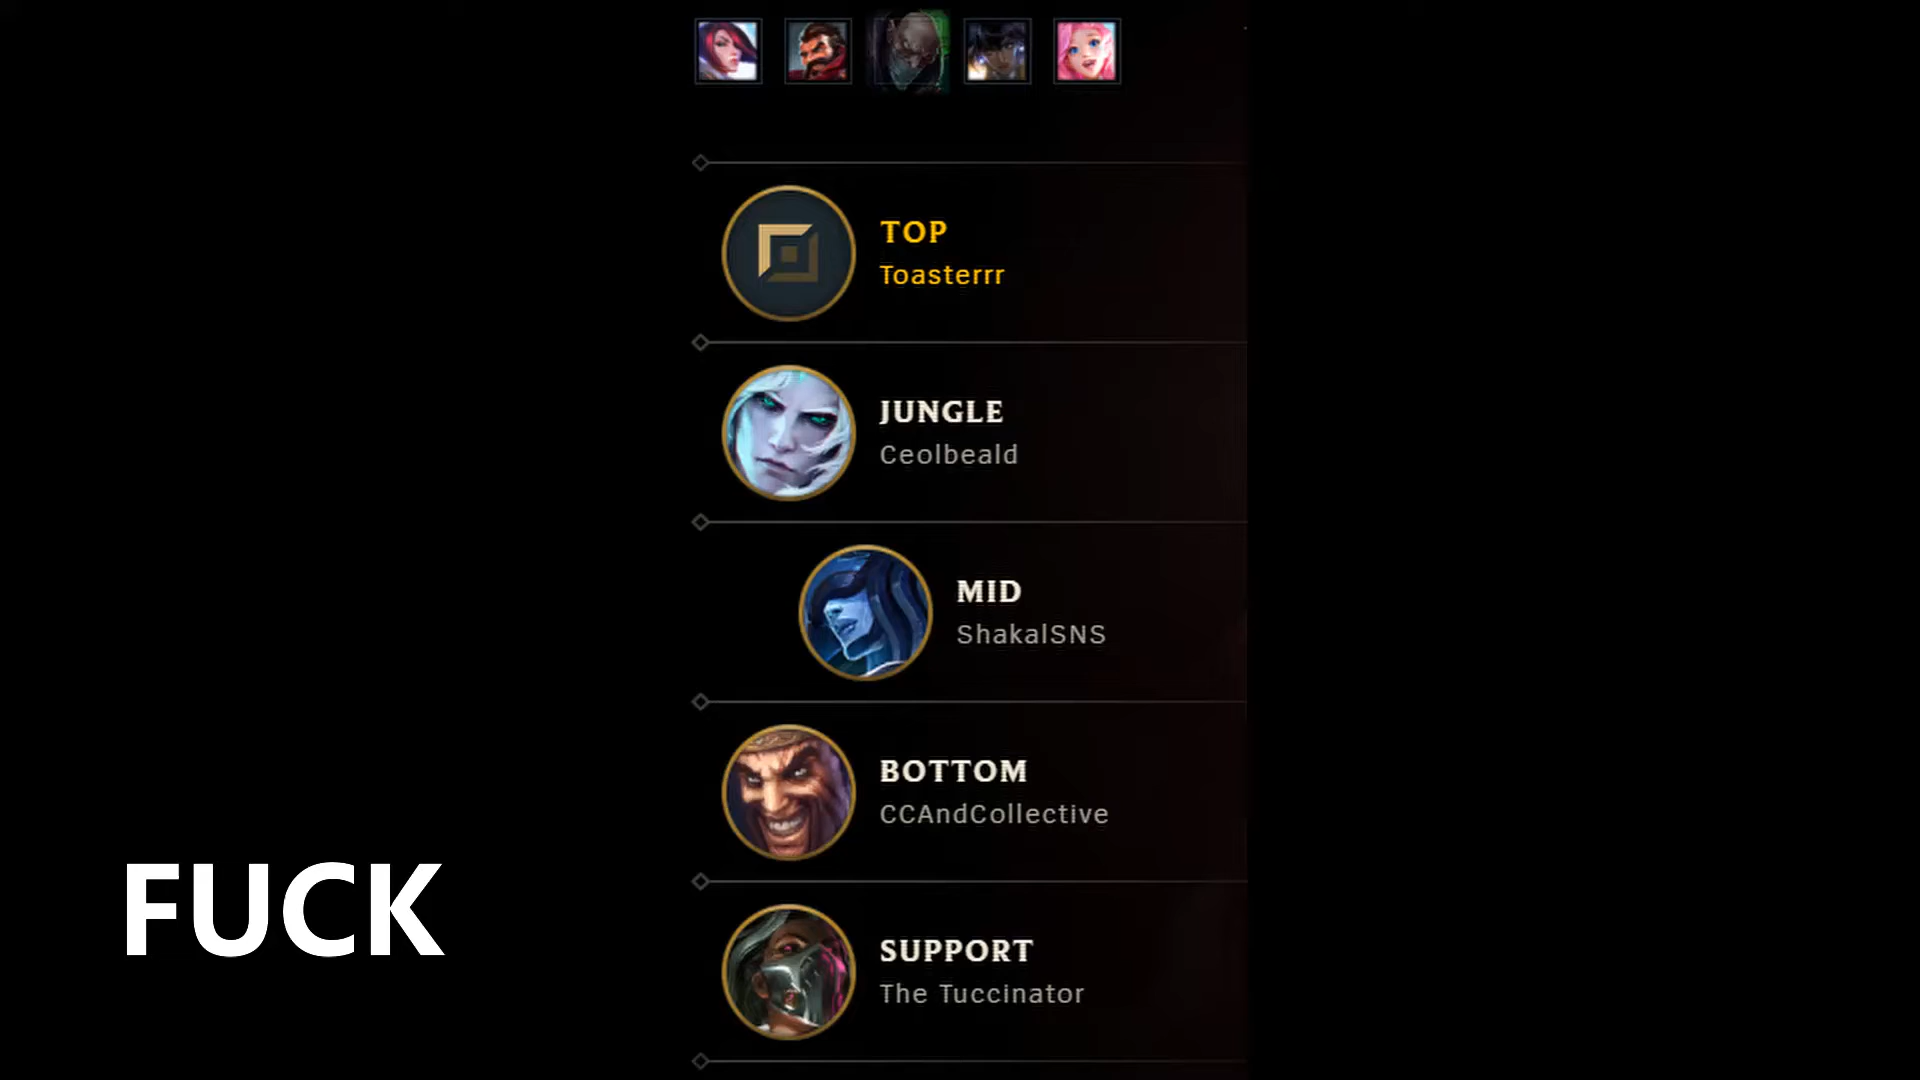 TOP
Toasterrr
JUNGLE
Ceolbeald
MID
ShakalSNS
BOTTOM
CCAndCollective
FUCK
SUPPORT
The Tuccinator